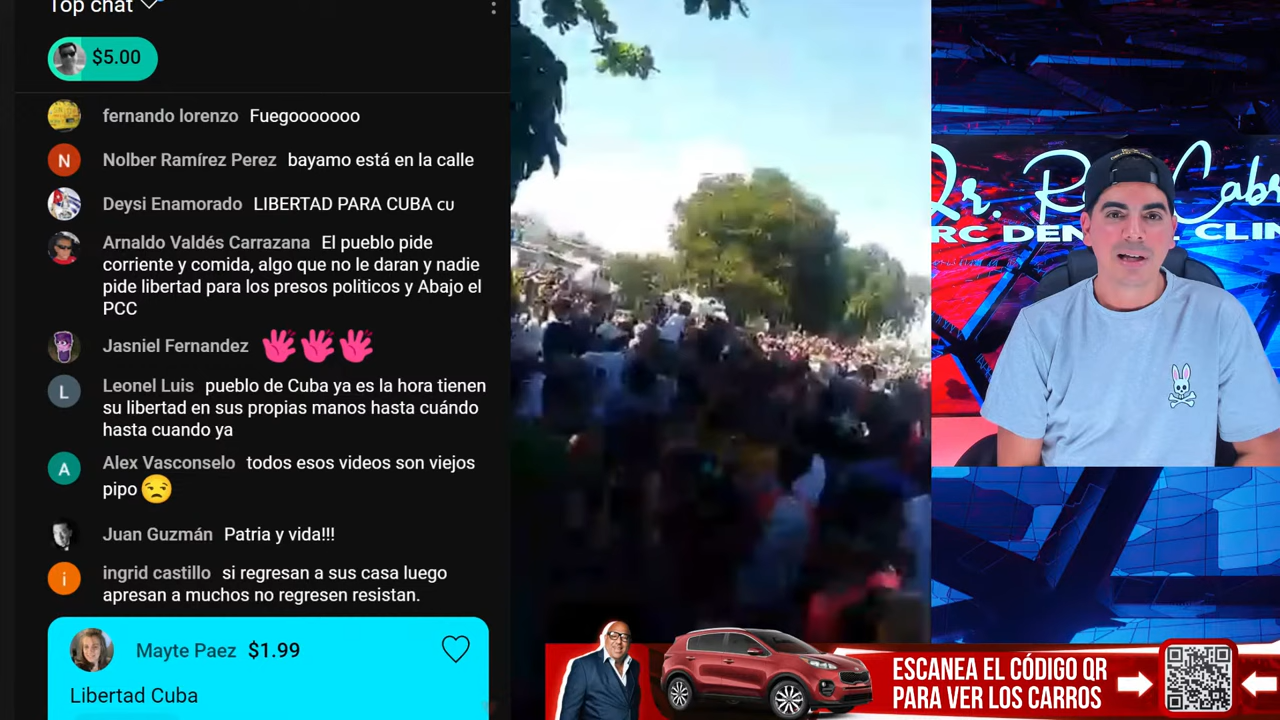 Top chat
$5.00
fernando lorenzo Fuegooooooo
N Nolber Ramírez Perez bayamo está en la calle
Deysi Enamorado LIBERTAD PARA CUBA cu
Arnaldo Valdés Carrazana El pueblo pide
corriente y comida, algo que no le daran y nadie
pide libertad para los presos politicos y Abajo el
PCC
Jasniel Fernandez
L Leonel Luis pueblo de Cuba ya es la hora tienen
su libertad en sus propias manos hasta cuándo
hasta cuando ya
A Alex Vasconselo todos esos videos son viejos
pipo
Juan Guzmán Patria y vida!!!
i ingrid castillo si regresan a sus casa luego
apresan a muchos no regresen resistan.
Mayte Paez $1.99
Libertad Cuba
ESCANEA EL CÓDIGO QR
PARA VER LOS CARROS